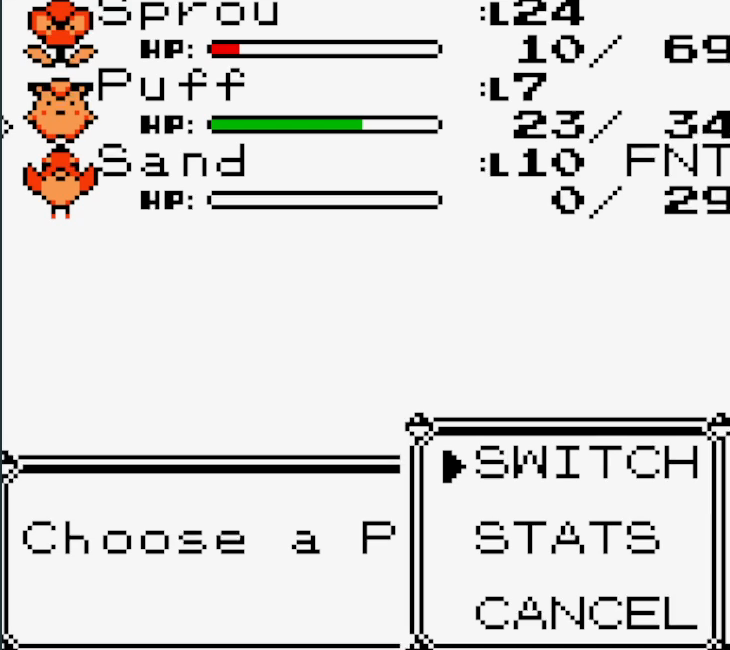 Sprou :L24
HP: 10/ 69
Puff :L7
HP: 23/ 34
Sand :L10 FNT
HP: 0/ 29
SWITCH
Choose a P
STATS
CANCEL